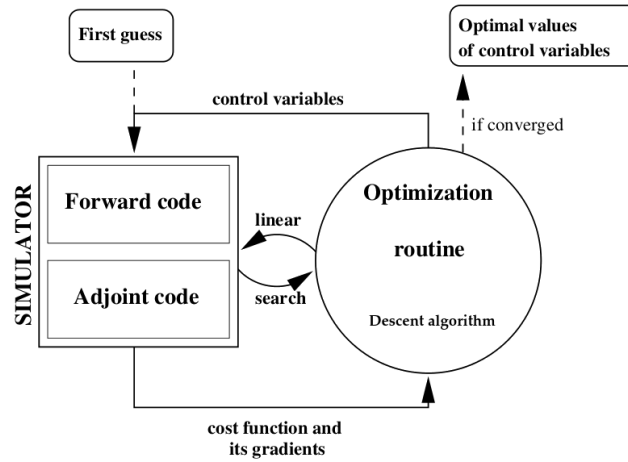 First guess
Optimal values
of control variables
control variables
if converged
SIMULATOR
Forward code
Adjoint code
linear
search
Optimization
routine
Descent algorithm
cost function and
its gradients